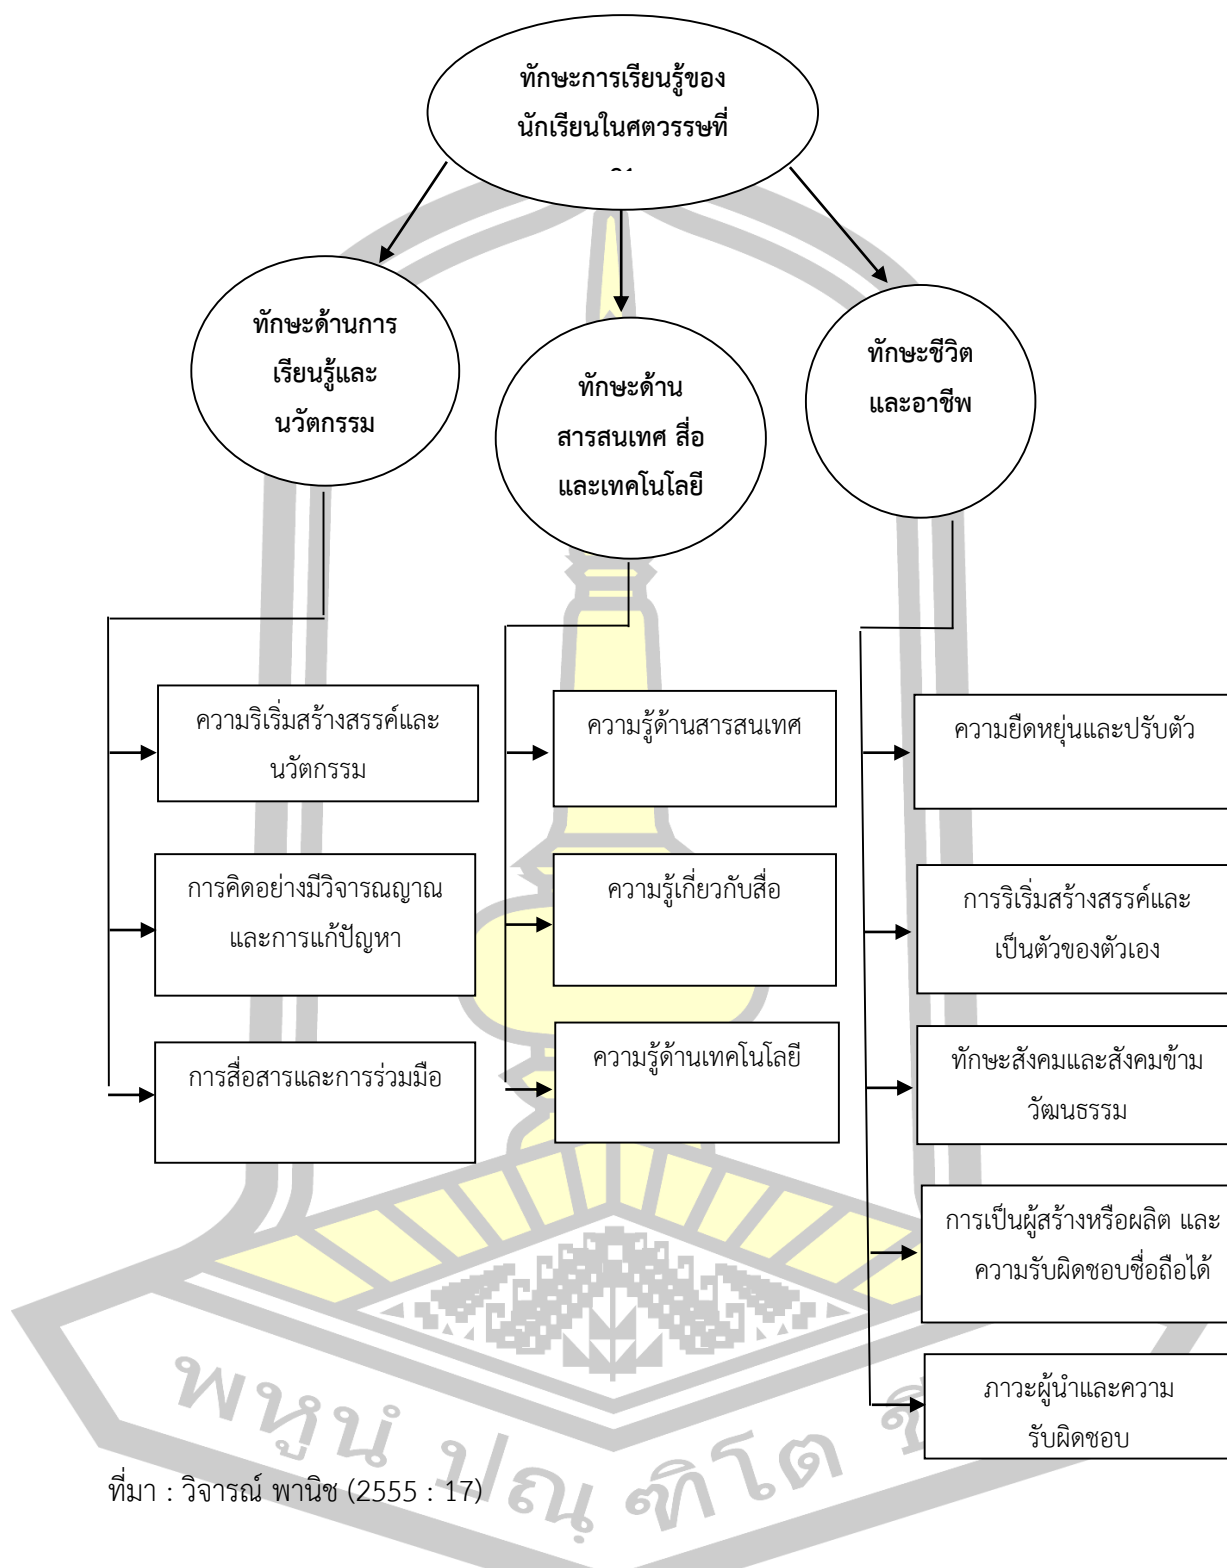 ทักษะการเรียนรู้ของ
นักเรียนในศตวรรษที่
ทักษะด้านการ
เรียนรู้และ
นวัตกรรม
ทักษะด้าน
สารสนเทศ สื่อ
และเทคโนโลยี
ทักษะชีวิต
และอาชีพ
ความริเริ่มสร้างสรรค์และ
นวัตกรรม
การคิดอย่างมีวิจารณญาณ
และการแก้ปัญหา
การสื่อสารและการร่วมมือ
ความรู้ด้านสารสนเทศ
ความรู้เกี่ยวกับสื่อ
ความรู้ด้านเทคโนโลยี
ความยืดหยุ่นและปรับตัว
การริเริ่มสร้างสรรค์และ
เป็นตัวของตัวเอง
ทักษะสังคมและสังคมข้าม
วัฒนธรรม
การเป็นผู้สร้างหรือผลิต และ
ความรับผิดชอบชื่อถือได้
ภาวะผู้นำและความ
รับผิดชอบ
พหูนํ ปณฺ ฑิโต
ที่มา : วิจารณ์ พานิช (2555 : 17)